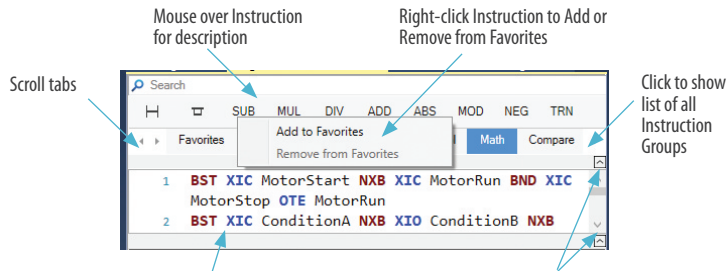 Mouse over Instruction
for description
Right-click Instruction to Add or
Remove from Favorites
Scroll tabs
Click to show
list of all
Instruction
Groups
Search
SUB MUL DIV ADD ABS MOD NEG TRN
Favorites
Add to Favorites
Math Compare
Remove from Favorites
1 BST XIC MotorStart NXB XIC MotorRun BND XIC
MotorStop OTE MotorRun
2 BST XIC ConditionA NXB XIO ConditionB NXB